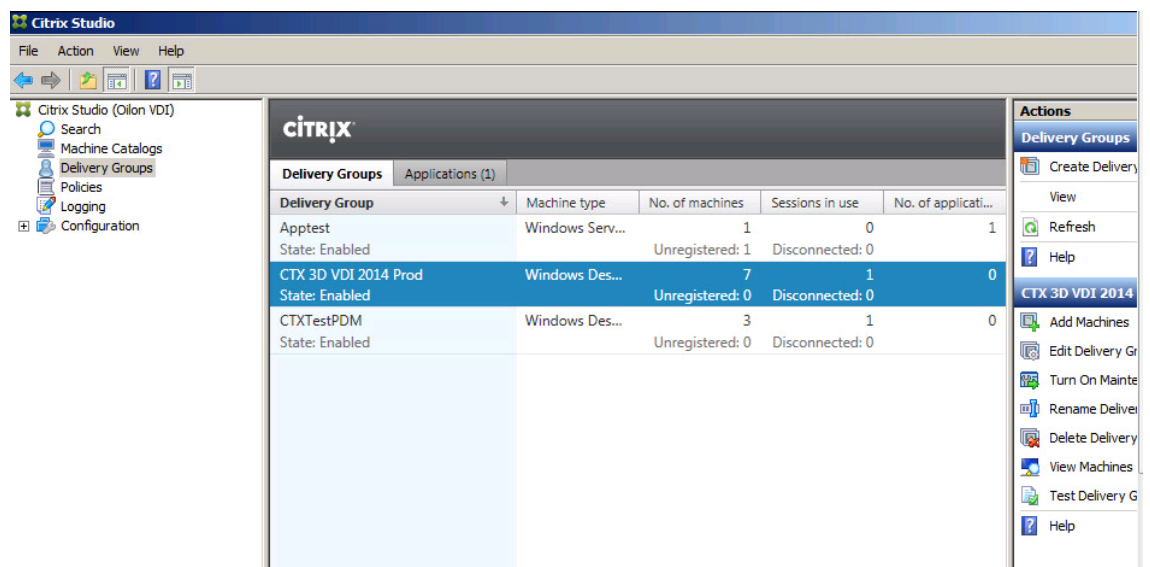 Citrix Studio
File Action View Help
Citrix Studio (Oilon VDI)
Search
Machine Catalogs
Delivery Groups
Policies
Logging
Configuration
CİTRIX
Delivery Groups Applications (1)
Delivery Group Machine type No. of machines Sessions in use No. of applicati...
Apptest Windows Serv... 1 0 1
State: Enabled Unregistered: 1 Disconnected: 0
CTX 3D VDI 2014 Prod Windows Des... 7 1 0
State: Enabled Unregistered: 0 Disconnected: 0
CTXTestPDM Windows Des... 3 1 0
State: Enabled Unregistered: 0 Disconnected: 0
Actions
Delivery Groups
Create Delivery
View
Refresh
Help
CTX 3D VDI 2014
Add Machines
Edit Delivery Gr
Turn On Mainte
Rename Deliver
Delete Delivery
View Machines
Test Delivery G
Help